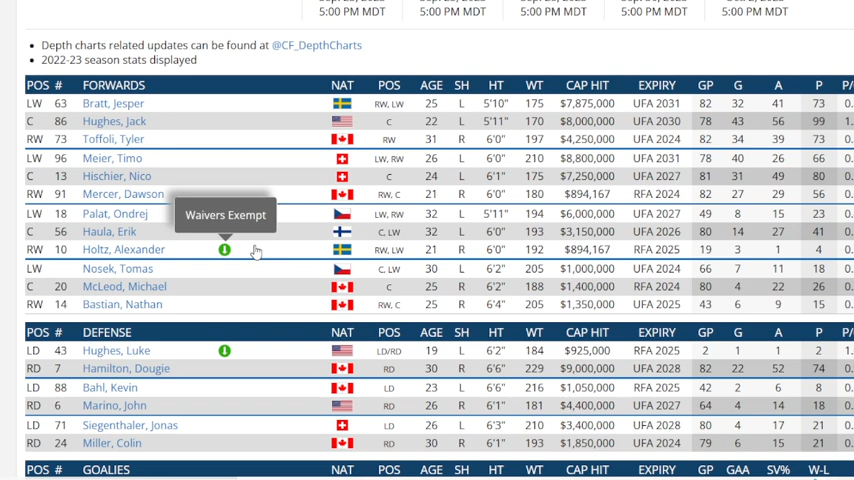 5:00 PM MDT 5:00 PM MDT 5:00 PM MDT 5:00 PM MDT 5:00 PM MDT
Depth charts related updates can be found at @CF_DepthCharts
2022-23 season stats displayed
POS # FORWARDS NAT POS AGE SH HT WT CAP HIT EXPIRY GP G A P P/
LW 63 Bratt, Jesper RW, LW 25 L 5'10" 175 $7,875,000 UFA 2031 82 32 41 73 0.
C 86 Hughes, Jack C 22 L 5'11" 170 $8,000,000 UFA 2030 78 43 56 99 1.
RW 73 Toffoli, Tyler RW 31 R 6'0" 197 $4,250,000 UFA 2024 82 34 39 73 0.
LW 96 Meier, Timo LW, RW 26 L 6'0" 210 $8,800,000 UFA 2031 78 40 26 66 0.
C 13 Hischier, Nico C 24 L 6'1" 175 $7,250,000 UFA 2027 81 31 49 80 0.
RW 91 Mercer, Dawson RW, C 21 R 6'0" 180 $894,167 RFA 2024 82 27 29 56 0.
Waivers Exempt
LW 18 Palat, Ondrej LW, RW 32 L 5'11" 194 $6,000,000 UFA 2027 49 8 15 23 0.
C 56 Haula, Erik C, LW 32 L 6'0" 193 $3,150,000 UFA 2026 80 14 27 41 0.
RW 10 Holtz, Alexander RW, LW 21 R 6'0" 192 $894,167 RFA 2025 19 3 1 4 0.
LW Nosek, Tomas C, LW 30 L 6'2" 205 $1,000,000 UFA 2024 66 7 11 18 0.
C 20 McLeod, Michael C 25 R 6'2" 188 $1,400,000 RFA 2024 80 4 22 26 0.
RW 14 Bastian, Nathan RW, C 25 R 6'4" 205 $1,350,000 UFA 2025 43 6 9 15 0.
POS # DEFENSE NAT POS AGE SH HT WT CAP HIT EXPIRY GP G A P P/
LD 43 Hughes, Luke LD/RD 19 L 6'2" 184 $925,000 RFA 2025 2 1 1 2 1.
RD 7 Hamilton, Dougie RD 30 R 6'6" 229 $9,000,000 UFA 2028 82 22 52 74 0.
LD 88 Bahl, Kevin LD 23 L 6'6" 216 $1,050,000 RFA 2025 42 2 6 8 0.
RD 6 Marino, John RD 26 R 6'1" 181 $4,400,000 UFA 2027 64 4 14 18 0.
LD 71 Siegenthaler, Jonas LD 26 L 6'3" 210 $3,400,000 UFA 2028 80 4 17 21 0.
RD 24 Miller, Colin RD 30 R 6'1" 193 $1,850,000 UFA 2024 79 6 15 21 0.
POS # GOALIES NAT POS AGE SH HT WT CAP HIT EXPIRY GP GAA SV% W-L